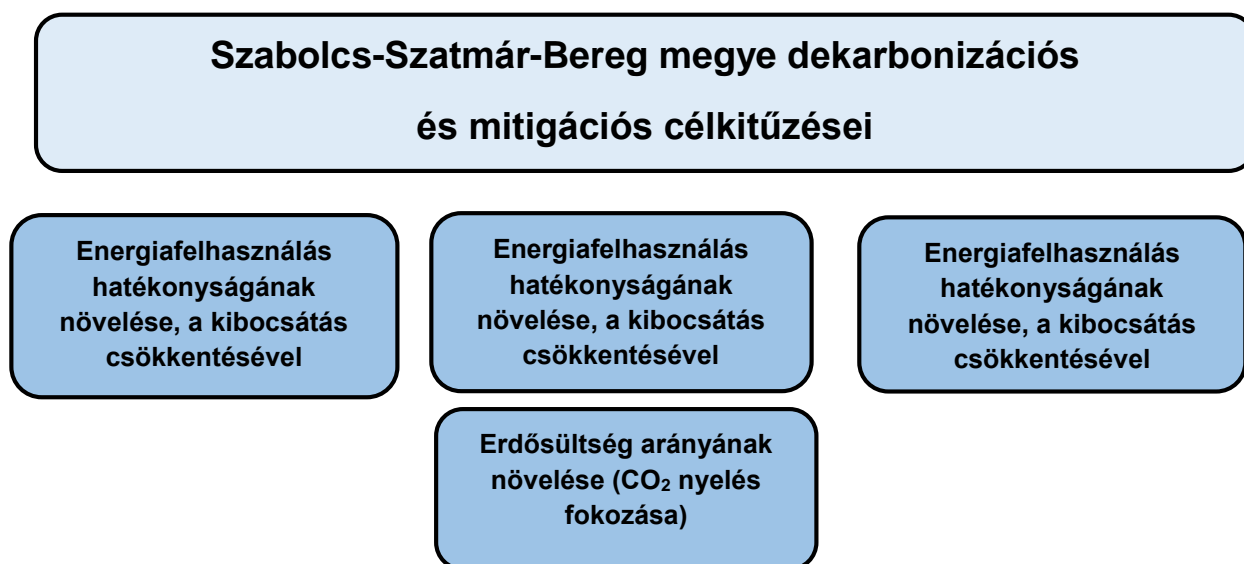 Szabolcs-Szatmár-Bereg megye dekarbonizációs
és mitigációs célkitűzései
Energiafelhasználás
hatékonyságának
növelése, a kibocsátás
csökkentésével
Energiafelhasználás
hatékonyságának
növelése, a kibocsátás
csökkentésével
Energiafelhasználás
hatékonyságának
növelése, a kibocsátás
csökkentésével
Erdősültség arányának
növelése (CO₂ nyelés
fokozása)